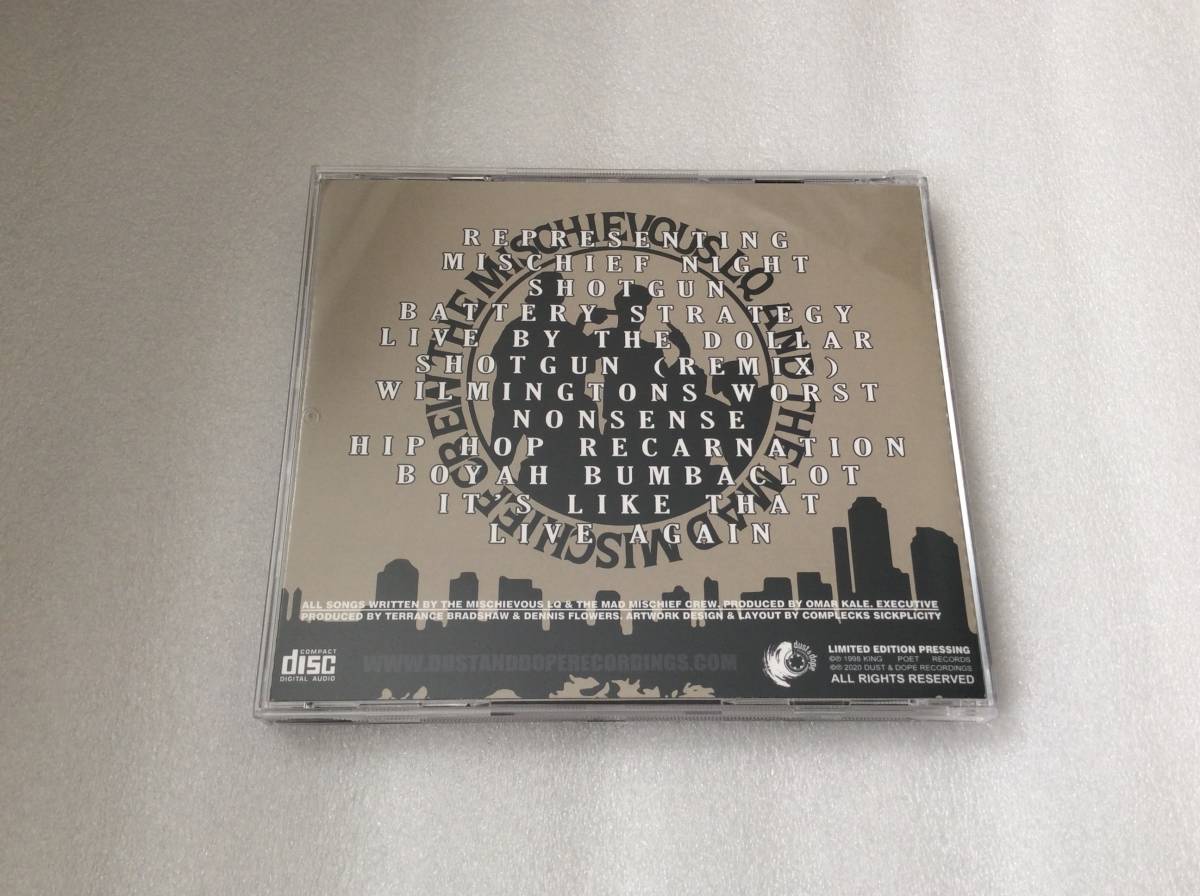 THE MISCHIEVOUS LQ AND THE MAD MISCHIEF CREW
REPRESENTING
MISCHIEF NIGHT
SHOTGUN
BATTERY STRATEGY
LIVE BY THE DOLLAR
SHOTGUN (REMIX)
WILMINGTONS WORST
NONSENSE
HIP HOP RECARNATION
BOYAH BUMBACLOT
IT'S LIKE THAT
LIVE AGAIN
ALL SONGS WRITTEN BY THE MISCHIEVOUS LQ & THE MAD MISCHIEF CREW. PRODUCED BY OMAR KALE. EXECUTIVE
PRODUCED BY TERRANCE BRADSHAW & DENNIS FLOWERS. ARTWORK DESIGN & LAYOUT BY COMPLECKS SICKPLICITY
COMPACT
disc
DIGITAL AUDIO
WWW.DUSTANDDOPERECORDINGS.COM
dust & dope
LIMITED EDITION PRESSING
©℗ 1998 KING POET RECORDS
©℗ 2020 DUST & DOPE RECORDINGS
ALL RIGHTS RESERVED